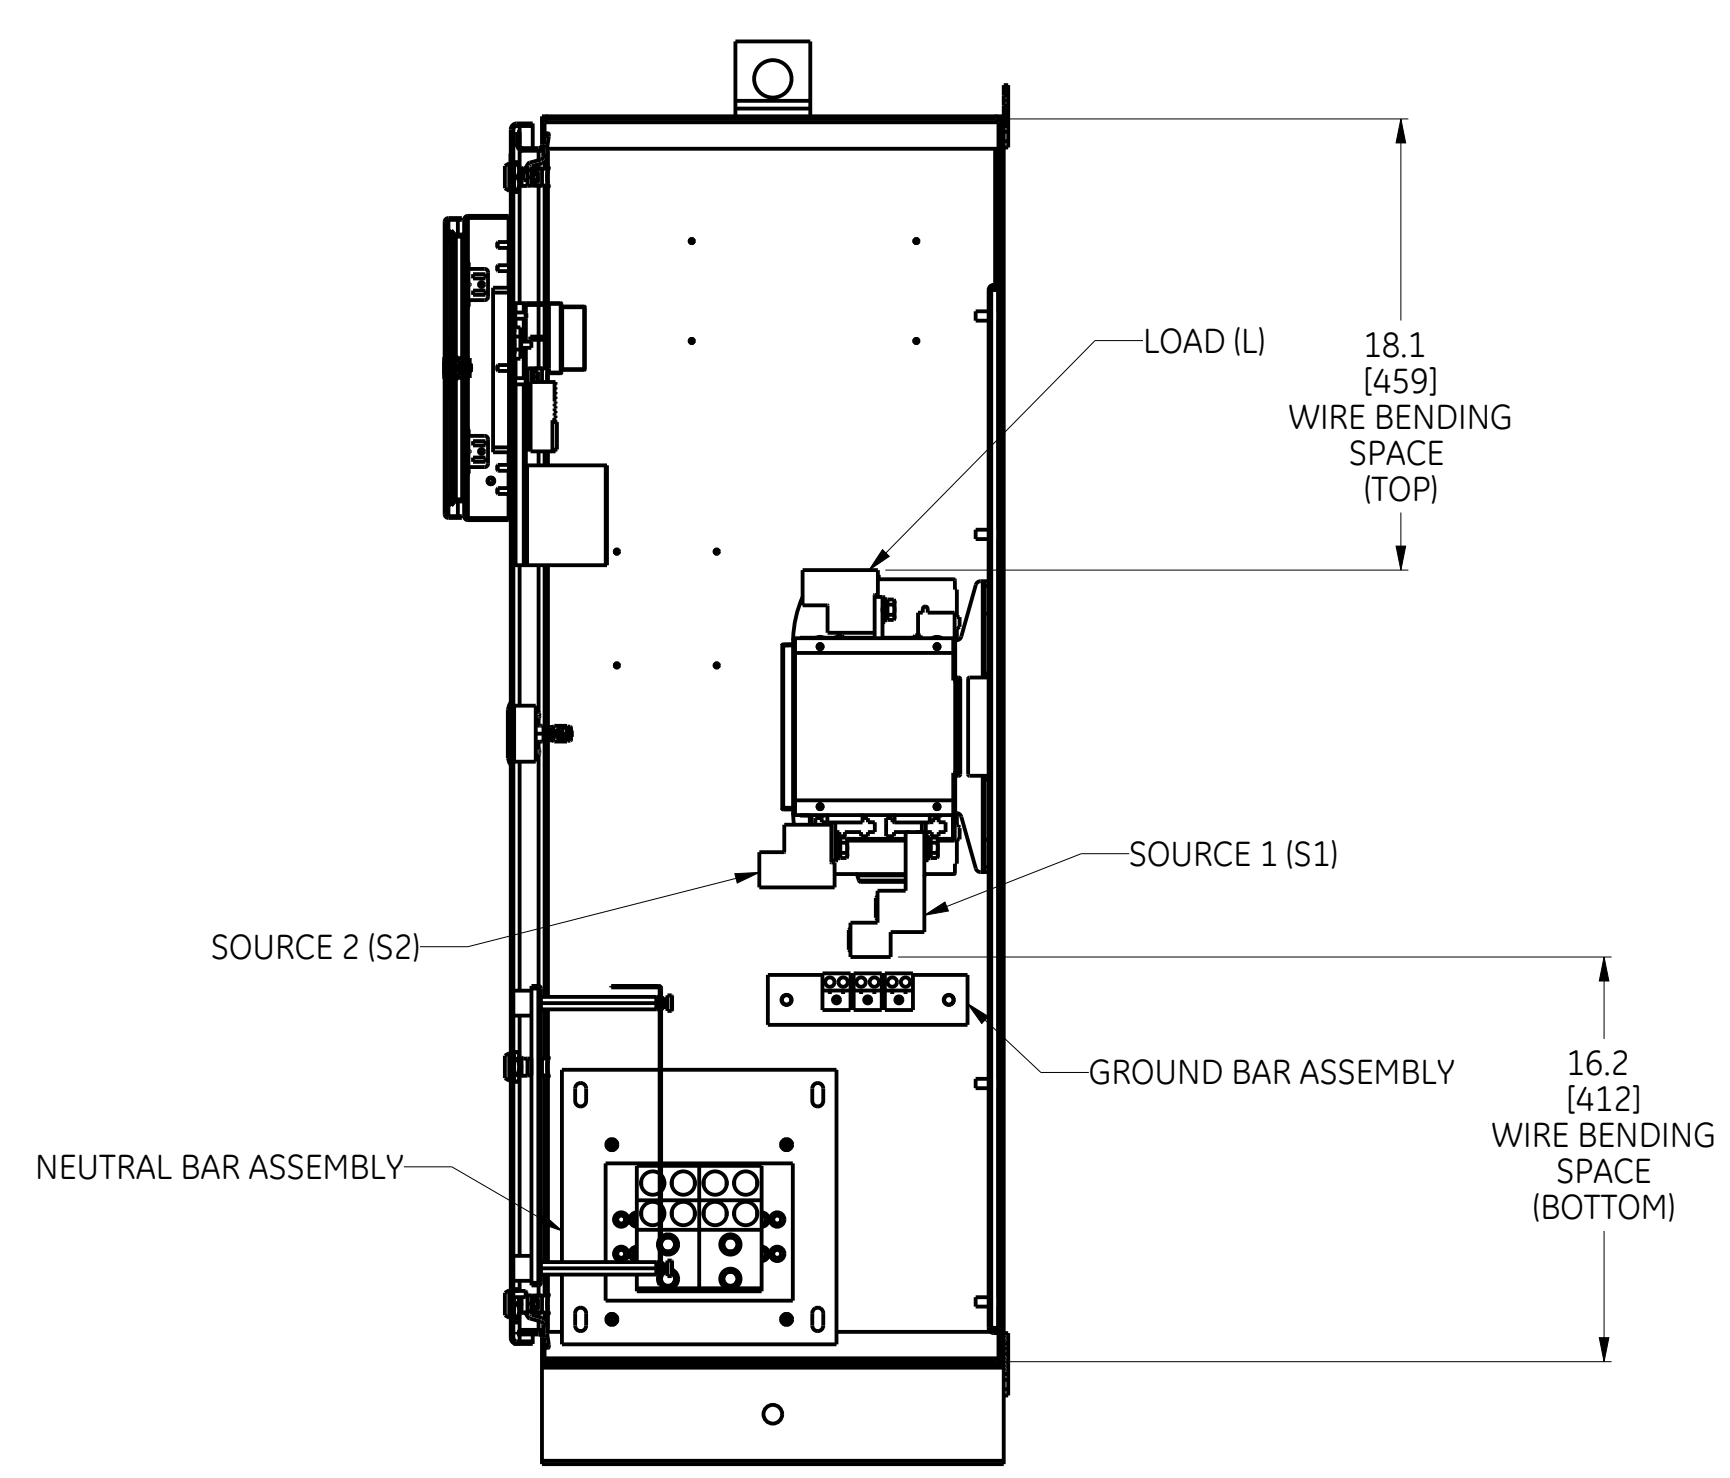 LOAD (L)
18.1
[459]
WIRE BENDING
SPACE
(TOP)
SOURCE 1 (S1)
SOURCE 2 (S2)
GROUND BAR ASSEMBLY
16.2
[412]
WIRE BENDING
SPACE
(BOTTOM)
NEUTRAL BAR ASSEMBLY